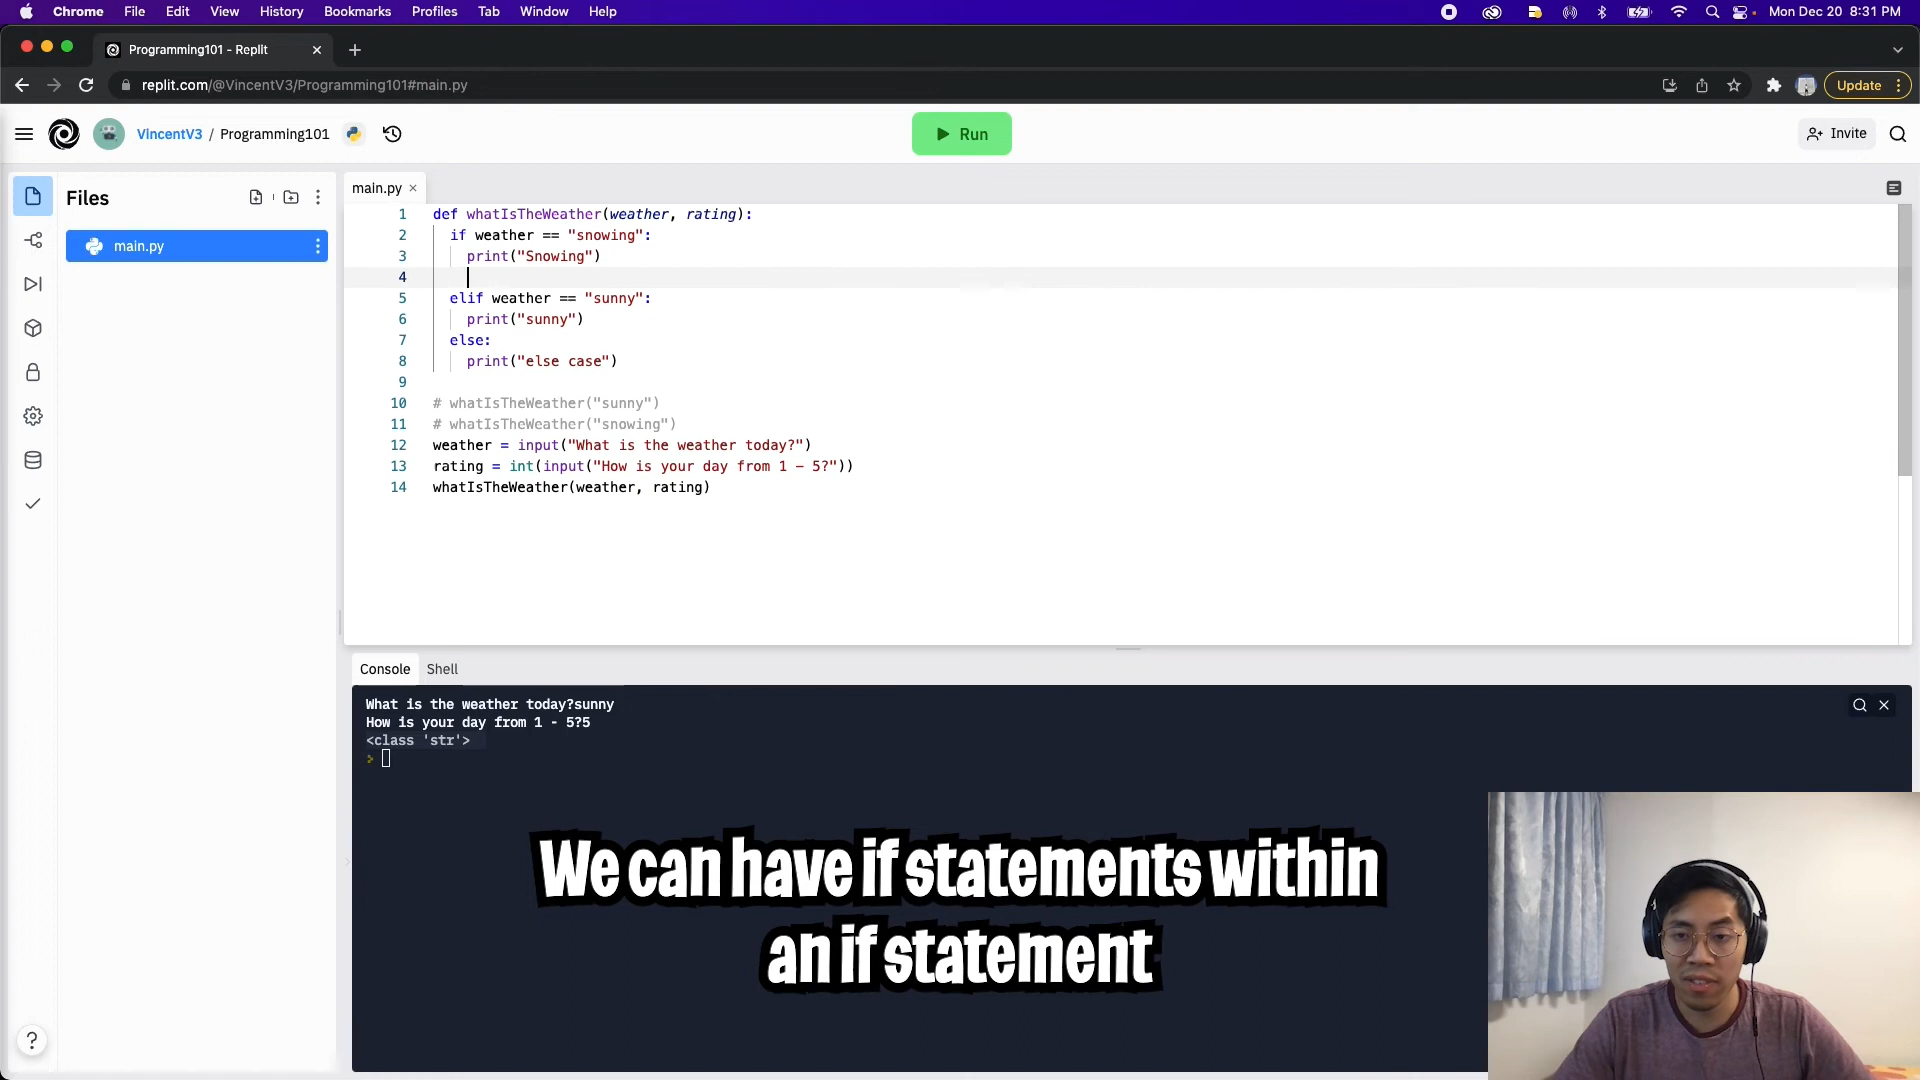 Chrome File Edit View History Bookmarks Profiles Tab Window Help Mon Dec 20 8:31 PM
Programming101 - Replit
replit.com/@VincentV3/Programming101#main.py Update
VincentV3 / Programming101 Run Invite
Files
main.py
main.py
1 def whatIsTheWeather(weather, rating):
2 if weather == "snowing":
3 print("Snowing")
4
5 elif weather == "sunny":
6 print("sunny")
7 else:
8 print("else case")
9
10 # whatIsTheWeather("sunny")
11 # whatIsTheWeather("snowing")
12 weather = input("What is the weather today?")
13 rating = int(input("How is your day from 1 - 5?"))
14 whatIsTheWeather(weather, rating)
Console Shell
What is the weather today?sunny
How is your day from 1 - 5?5
<class 'str'>
We can have if statements within
an if statement
?